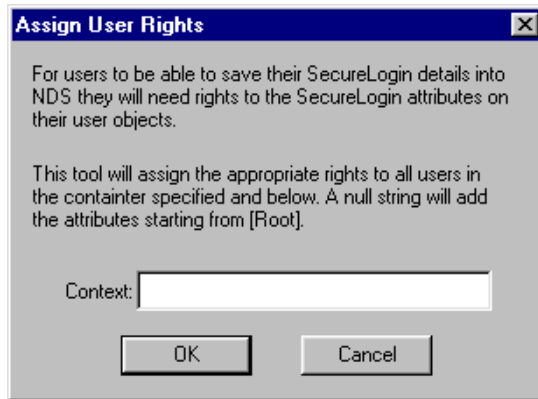 Assign User Rights
For users to be able to save their SecureLogin details into
NDS they will need rights to the SecureLogin attributes on
their user objects.
This tool will assign the appropriate rights to all users in
the containter specified and below. A null string will add
the attributes starting from [Root].
Context:
OK Cancel